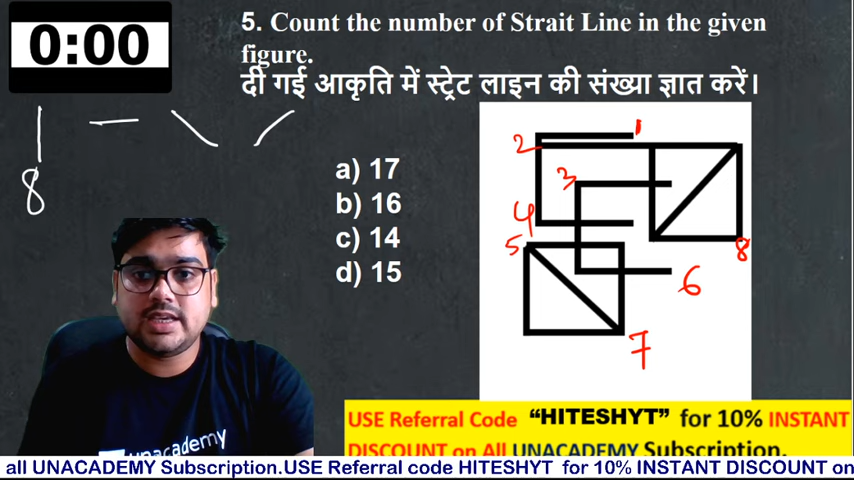 0:00
5. Count the number of Strait Line in the given
figure.
दी गई आकृति में स्ट्रेट लाइन की संख्या ज्ञात करें।
8
a) 17
b) 16
c) 14
d) 15
1
2
3
4
5
8
6
7
unacademy
USE Referral Code “HITESHYT” for 10% INSTANT
DISCOUNT on All UNACADEMY Subscription.
all UNACADEMY Subscription.USE Referral code HITESHYT for 10% INSTANT DISCOUNT on